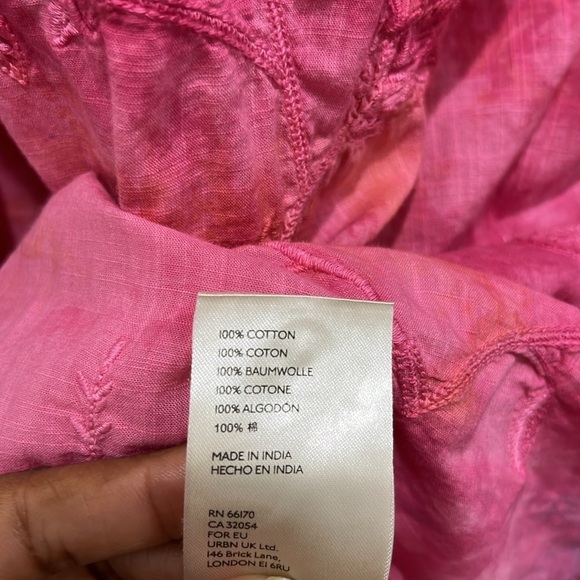 100% COTTON
100% COTON
100% BAUMWOLLE
100% COTONE
100% ALGODÓN
100% 棉
MADE IN INDIA
HECHO EN INDIA
RN 66170
CA 32054
FOR EU
URBN UK Ltd.
146 Brick Lane,
LONDON E1 6RU